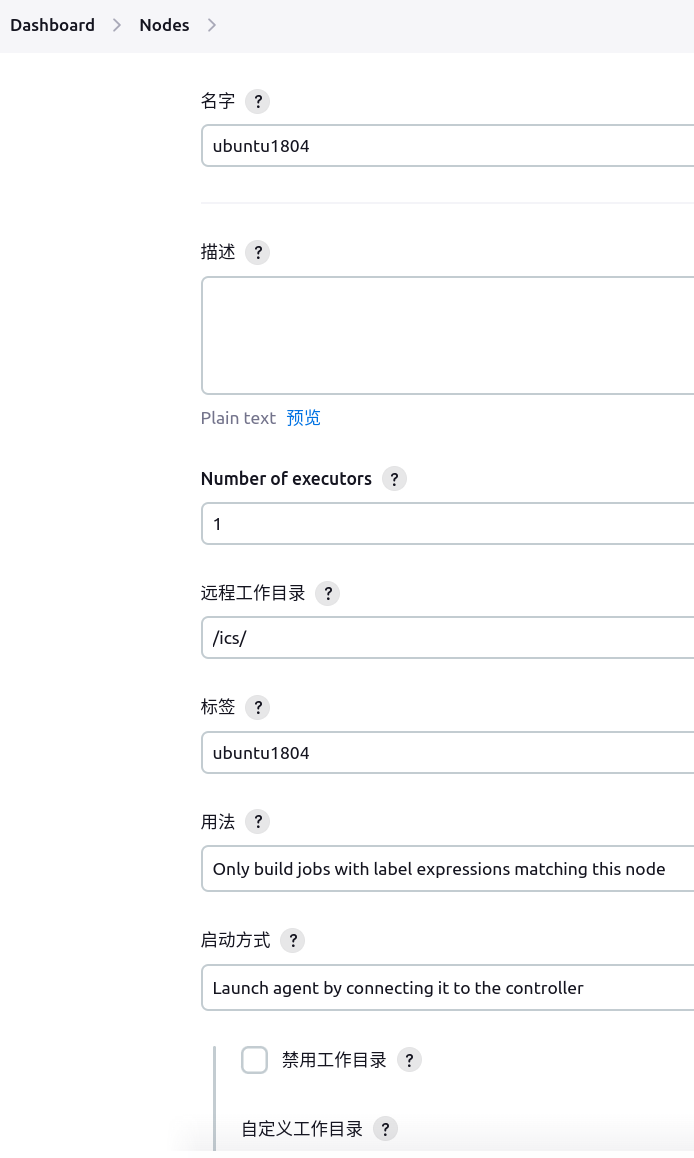 Dashboard > Nodes >
名字 ?
ubuntu1804
描述 ?
Plain text 预览
Number of executors ?
1
远程工作目录 ?
/ics/
标签 ?
ubuntu1804
用法 ?
Only build jobs with label expressions matching this node
启动方式 ?
Launch agent by connecting it to the controller
禁用工作目录 ?
自定义工作目录 ?